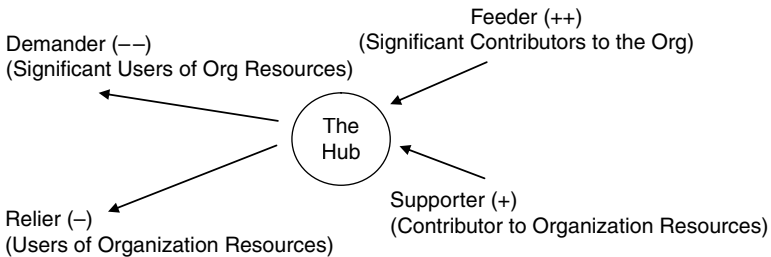 Feeder (++)
(Significant Contributors to the Org)
Demander (−−)
(Significant Users of Org Resources)
The
Hub
Supporter (+)
(Contributor to Organization Resources)
Relier (–)
(Users of Organization Resources)